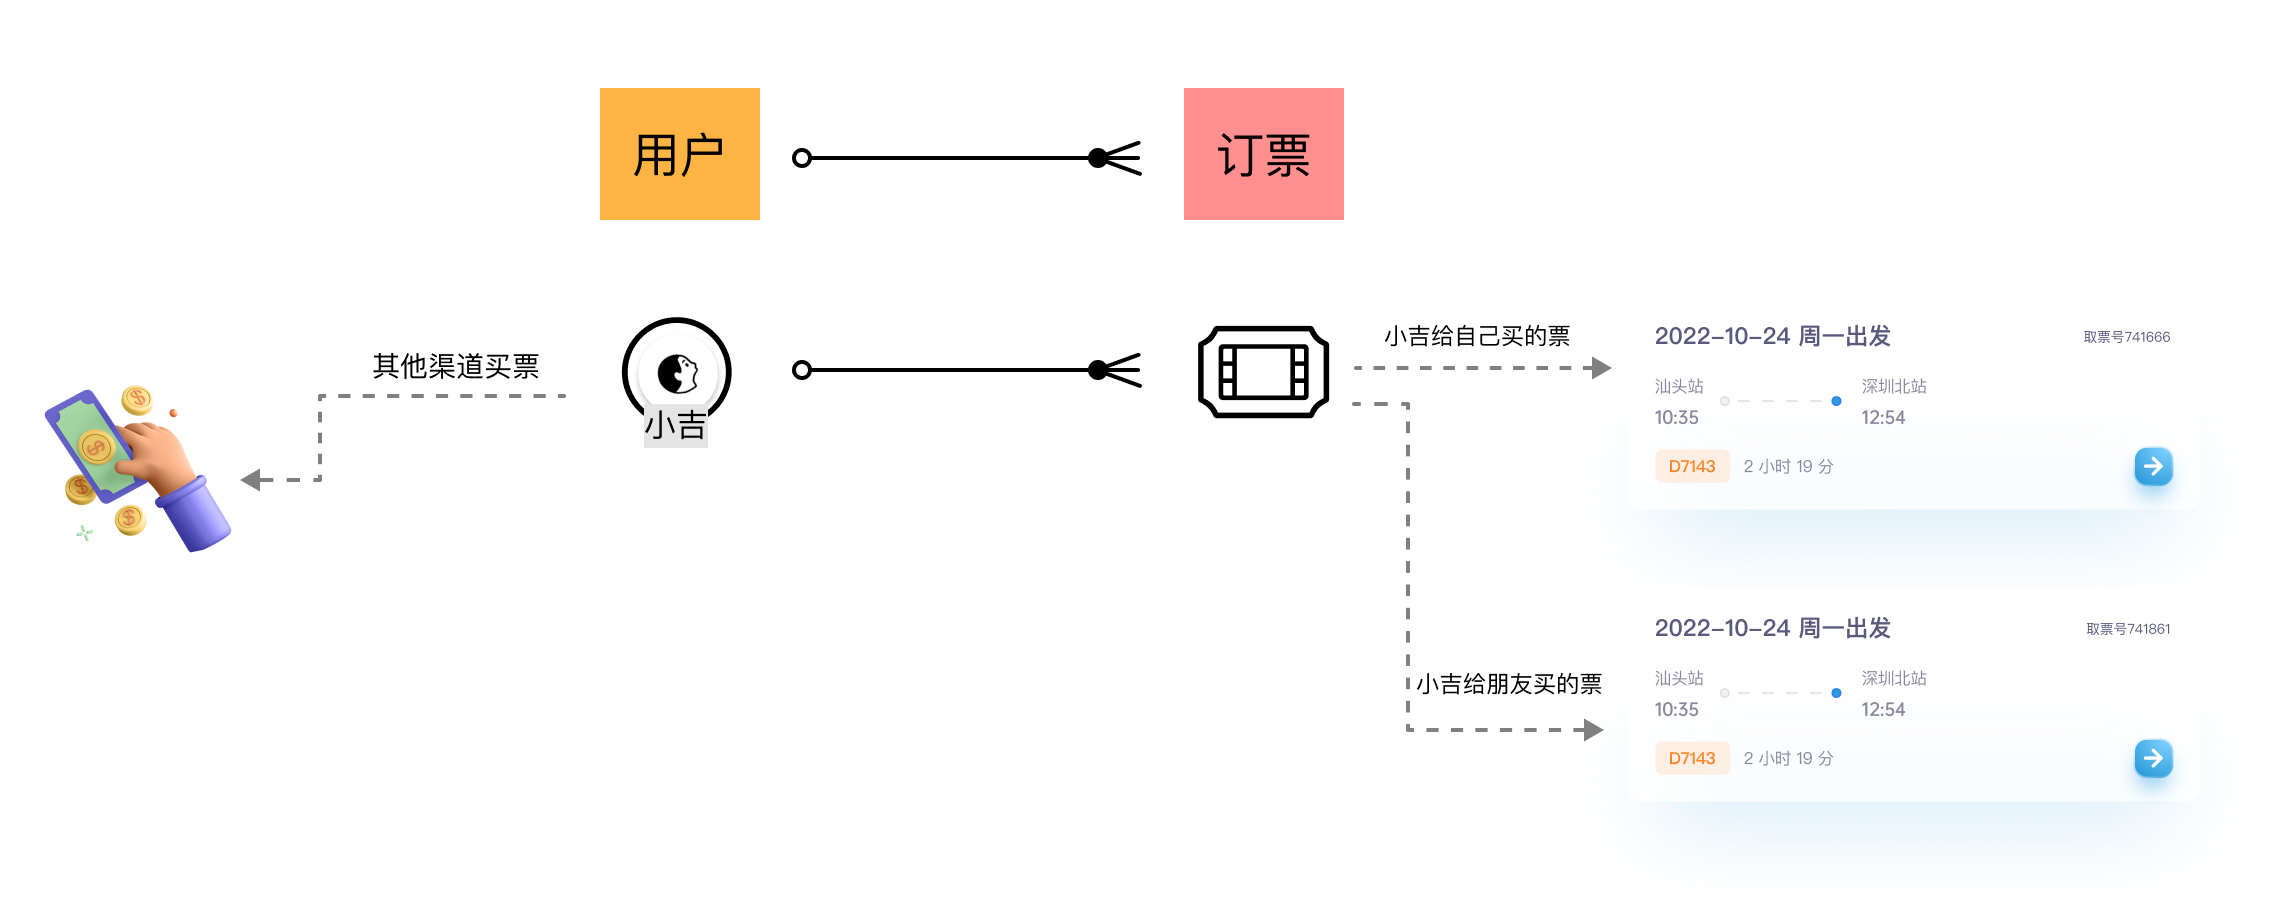 用户
订票
其他渠道买票
小吉
小吉给自己买的票
2022-10-24 周一出发
取票号741666
汕头站
深圳北站
10:35
12:54
D7143
2 小时 19 分
小吉给朋友买的票
2022-10-24 周一出发
取票号741861
汕头站
深圳北站
10:35
12:54
D7143
2 小时 19 分